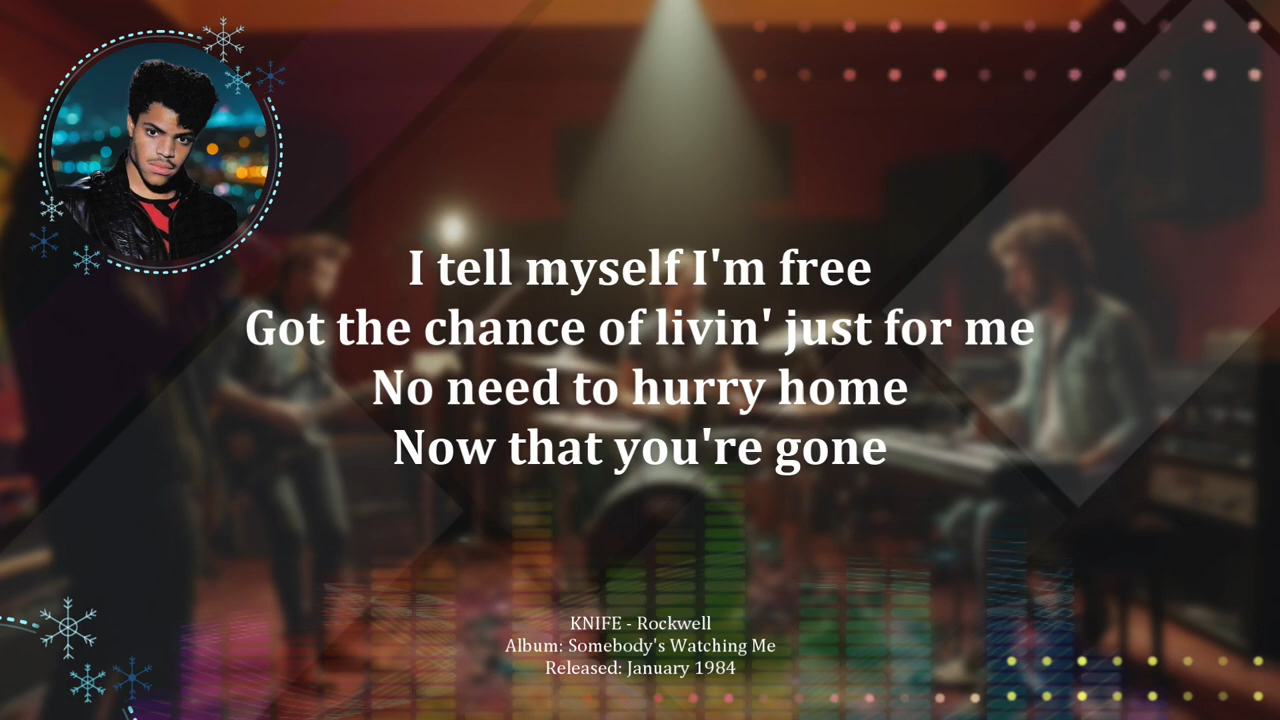 I tell myself I'm free
Got the chance of livin' just for me
No need to hurry home
Now that you're gone
KNIFE - Rockwell
Album: Somebody's Watching Me
Released: January 1984